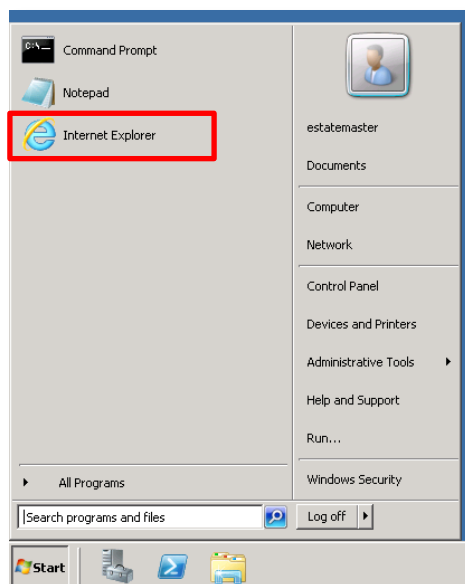 Command Prompt
Notepad
Internet Explorer
All Programs
Search programs and files
estatemaster
Documents
Computer
Network
Control Panel
Devices and Printers
Administrative Tools
Help and Support
Run...
Windows Security
Log off
Start